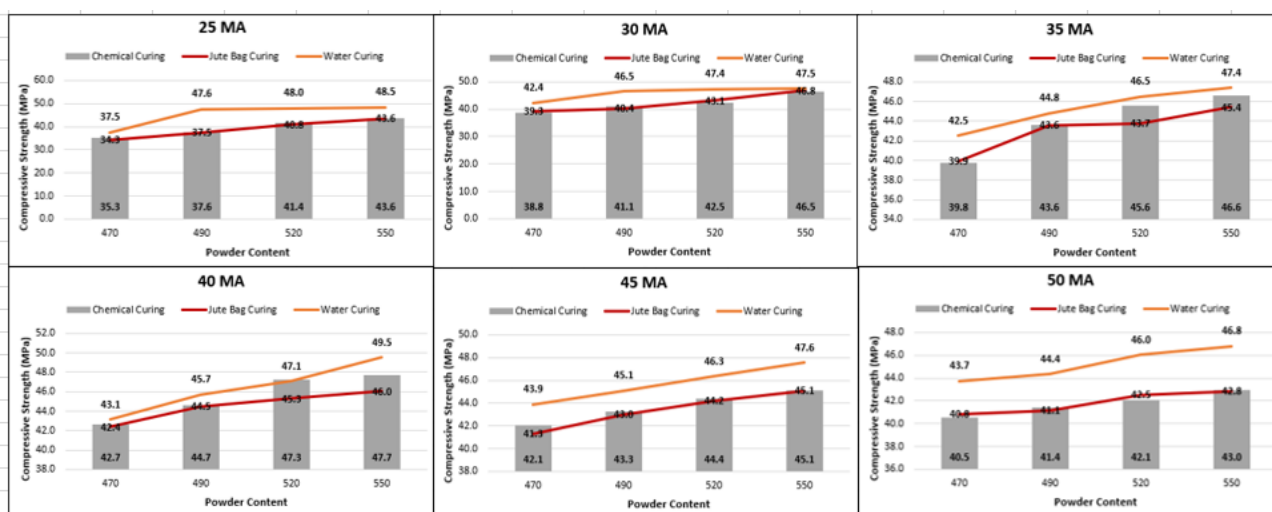 25 MA
Chemical Curing Jute Bag Curing Water Curing
Compressive Strength (MPa)
60.0
50.0
40.0
30.0
20.0
10.0
0.0
37.5 47.6 48.0 48.5
34.3 37.5 40.8 43.6
35.3 37.6 41.4 43.6
470 490 520 550
Powder Content
30 MA
Chemical Curing Jute Bag Curing Water Curing
Compressive Strength (MPa)
50.0
40.0
30.0
20.0
10.0
0.0
42.4 46.5 47.4 47.5
39.3 40.4 43.1 46.8
38.8 41.1 42.5 46.5
470 490 520 550
Powder Content
35 MA
Chemical Curing Jute Bag Curing Water Curing
Compressive Strength (MPa)
48.0
46.0
44.0
42.0
40.0
38.0
36.0
34.0
42.5 44.8 46.5 47.4
39.9 43.6 43.7 45.4
39.8 43.6 45.6 46.6
470 490 520 550
Powder Content
40 MA
Chemical Curing Jute Bag Curing Water Curing
Compressive Strength (MPa)
52.0
50.0
48.0
46.0
44.0
42.0
40.0
38.0
43.1 45.7 47.1 49.5
42.4 44.5 45.3 46.0
42.7 44.7 47.3 47.7
470 490 520 550
Powder Content
45 MA
Chemical Curing Jute Bag Curing Water Curing
Compressive Strength (MPa)
50.0
48.0
46.0
44.0
42.0
40.0
38.0
43.9 45.1 46.3 47.6
41.3 43.0 44.2 45.1
42.1 43.3 44.4 45.1
470 490 520 550
Powder Content
50 MA
Chemical Curing Jute Bag Curing Water Curing
Compressive Strength (MPa)
48.0
46.0
44.0
42.0
40.0
38.0
36.0
43.7 44.4 46.0 46.8
40.8 41.1 42.5 42.8
40.5 41.4 42.1 43.0
470 490 520 550
Powder Content